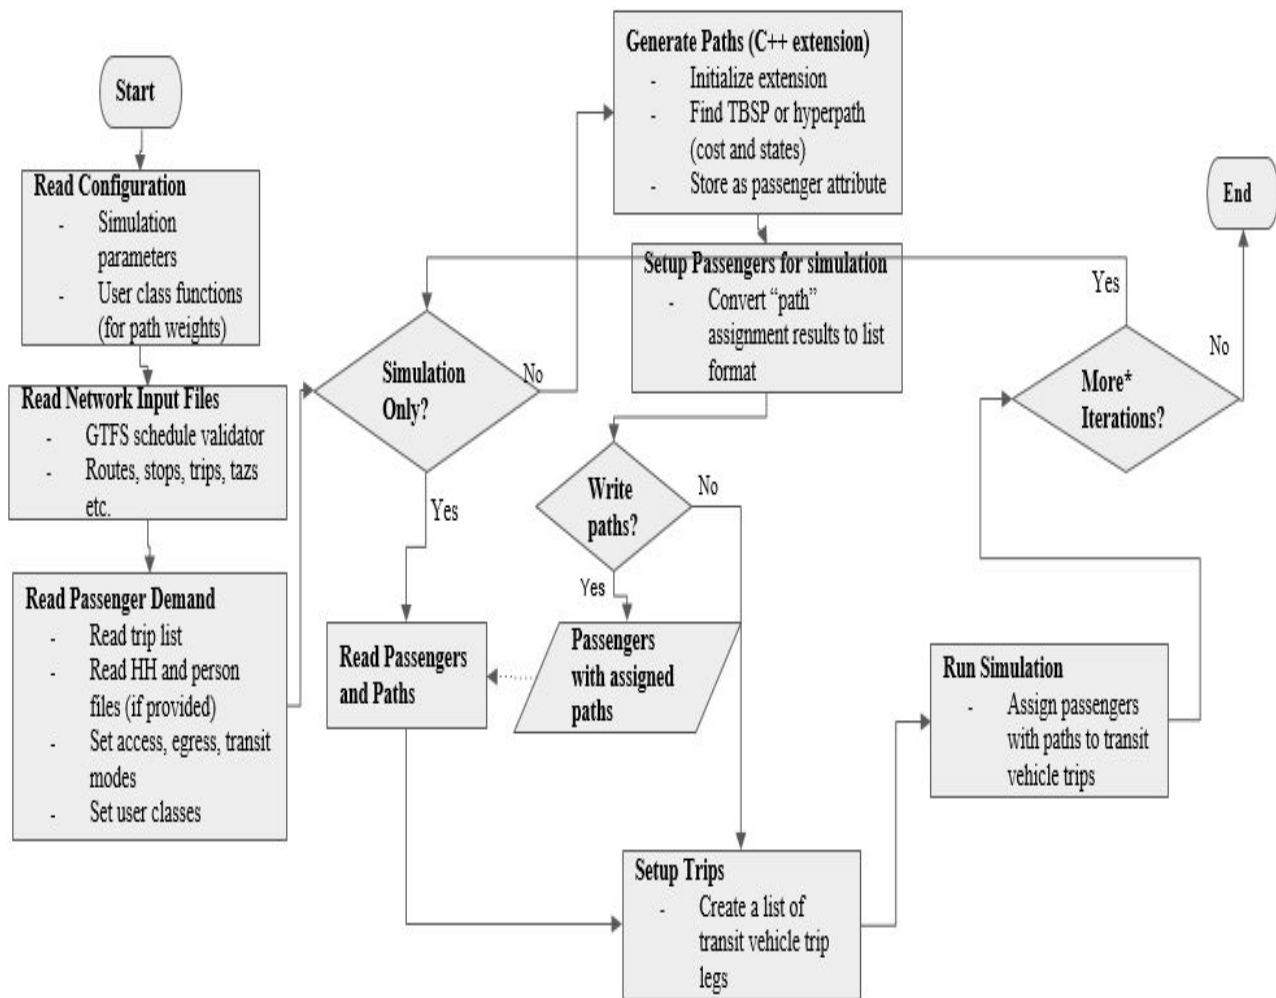 Start
Read Configuration
- Simulation
parameters
- User class functions
(for path weights)
Read Network Input Files
- GTFS schedule validator
- Routes, stops, trips, tazs
etc.
Read Passenger Demand
- Read trip list
- Read HH and person
files (if provided)
- Set access, egress, transit
modes
- Set user classes
Simulation
Only?
No
Yes
Generate Paths (C++ extension)
- Initialize extension
- Find TBSP or hyperpath
(cost and states)
- Store as passenger attribute
Setup Passengers for simulation
- Convert “path”
assignment results to list
format
Write
paths?
No
Yes
Passengers
with assigned
paths
Read Passengers
and Paths
Setup Trips
- Create a list of
transit vehicle trip
legs
Run Simulation
- Assign passengers
with paths to transit
vehicle trips
More*
Iterations?
Yes
No
End